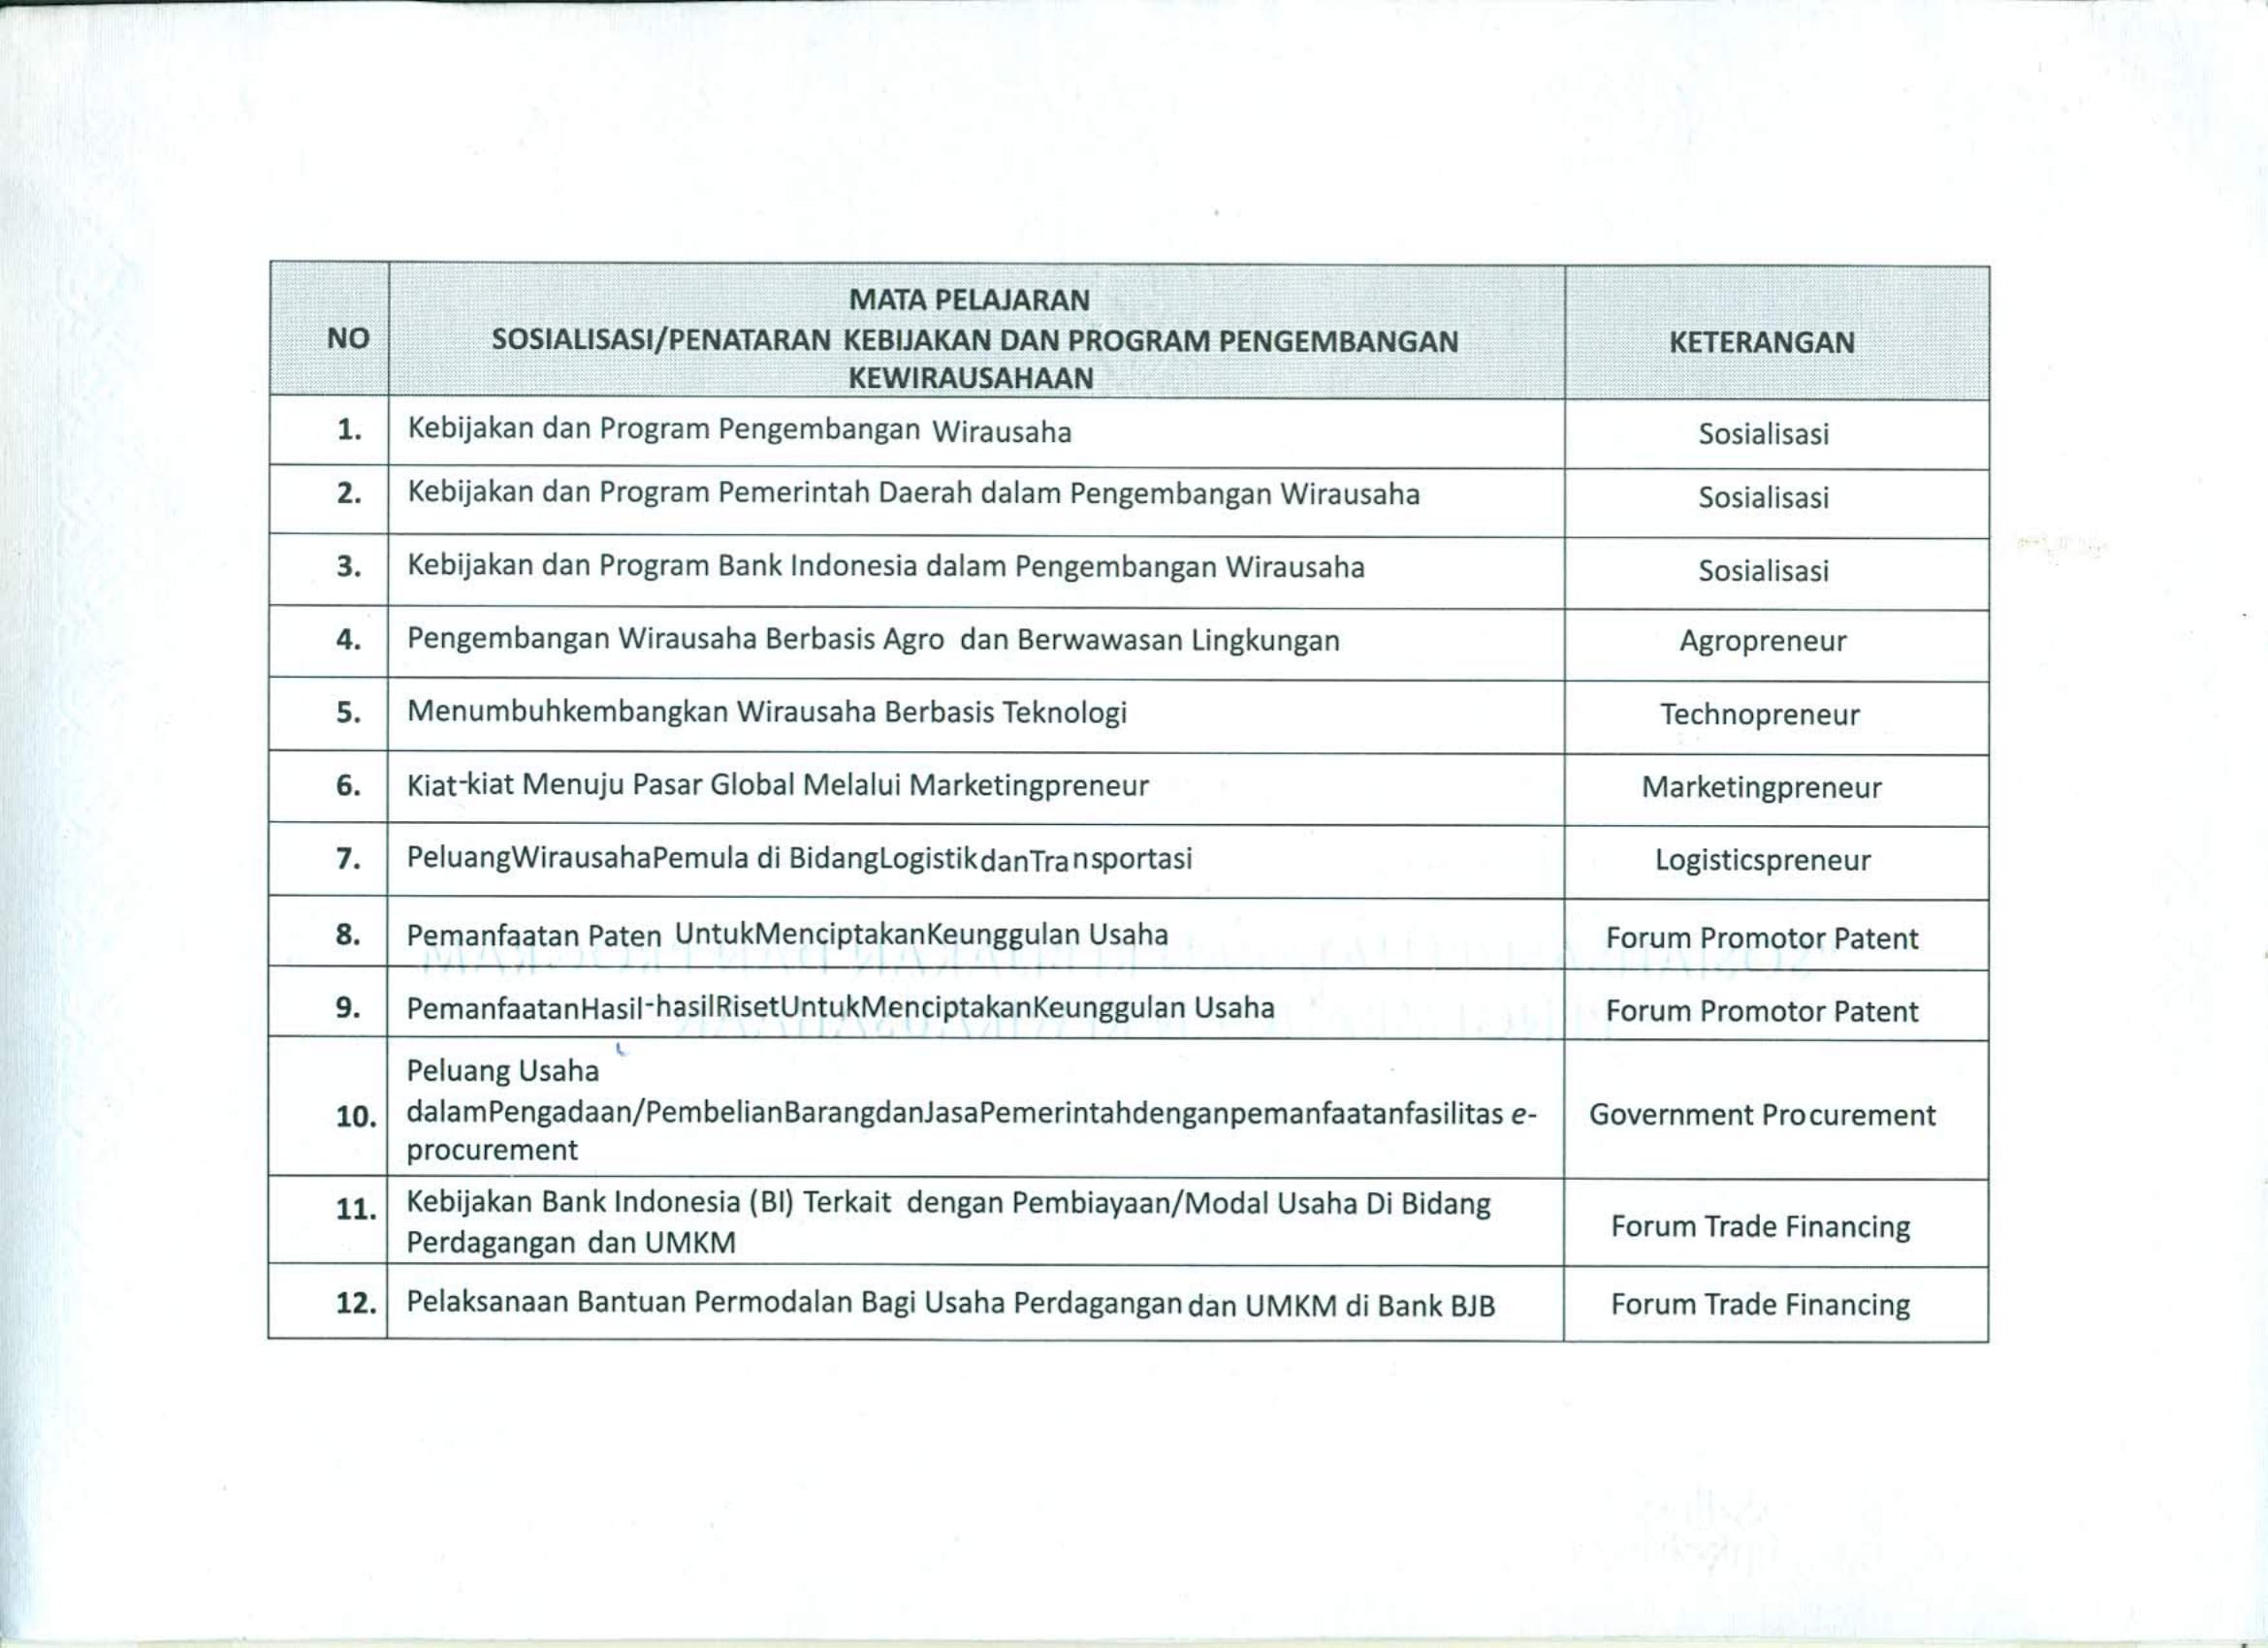 MATA PELAJARAN
NO SOSIALISASI/PENATARAN KEBIJAKAN DAN PROGRAM PENGEMBANGAN KETERANGAN
KEWIRAUSAHAAN
1. Kebijakan dan Program Pengembangan Wirausaha Sosialisasi
2. Kebijakan dan Program Pemerintah Daerah dalam Pengembangan Wirausaha Sosialisasi
3. Kebijakan dan Program Bank Indonesia dalam Pengembangan Wirausaha Sosialisasi
4. Pengembangan Wirausaha Berbasis Agro dan Berwawasan Lingkungan Agropreneur
5. Menumbuhkembangkan Wirausaha Berbasis Teknologi Technopreneur
6. Kiat-kiat Menuju Pasar Global Melalui Marketingpreneur Marketingpreneur
7. PeluangWirausahaPemula di BidangLogistikdanTransportasi Logisticspreneur
8. Pemanfaatan Paten UntukMenciptakanKeunggulan Usaha Forum Promotor Patent
9. PemanfaatanHasil-hasilRisetUntukMenciptakanKeunggulan Usaha Forum Promotor Patent
Peluang Usaha
10. dalamPengadaan/PembelianBarangdanJasaPemerintahdenganpemanfaatanfasilitas e- Government Procurement
procurement
11. Kebijakan Bank Indonesia (BI) Terkait dengan Pembiayaan/Modal Usaha Di Bidang
Perdagangan dan UMKM Forum Trade Financing
12. Pelaksanaan Bantuan Permodalan Bagi Usaha Perdagangan dan UMKM di Bank BJB Forum Trade Financing